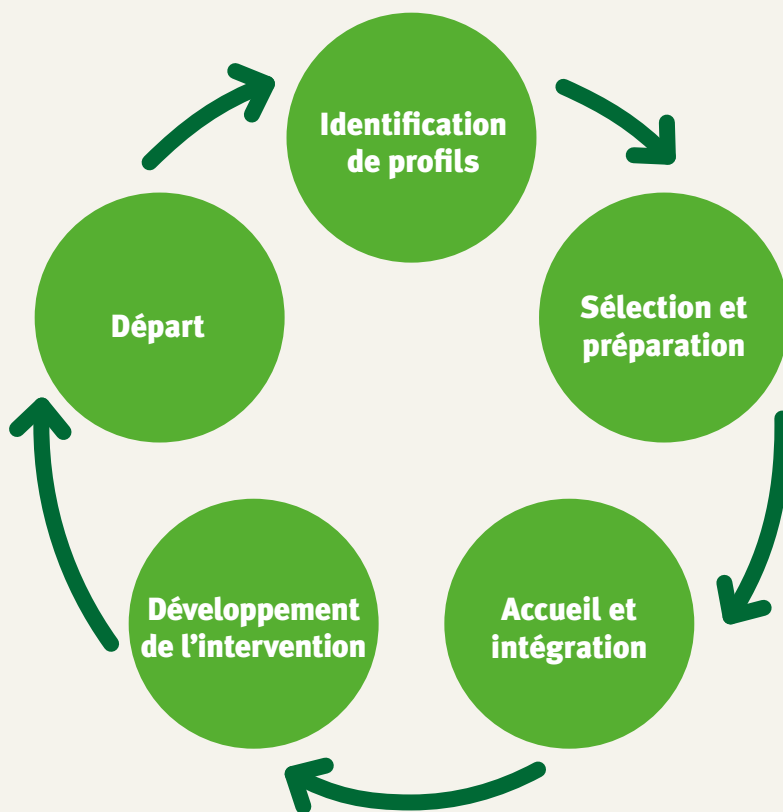 Identification
de profils
Sélection et
préparation
Accueil et
intégration
Développement
de l’intervention
Départ